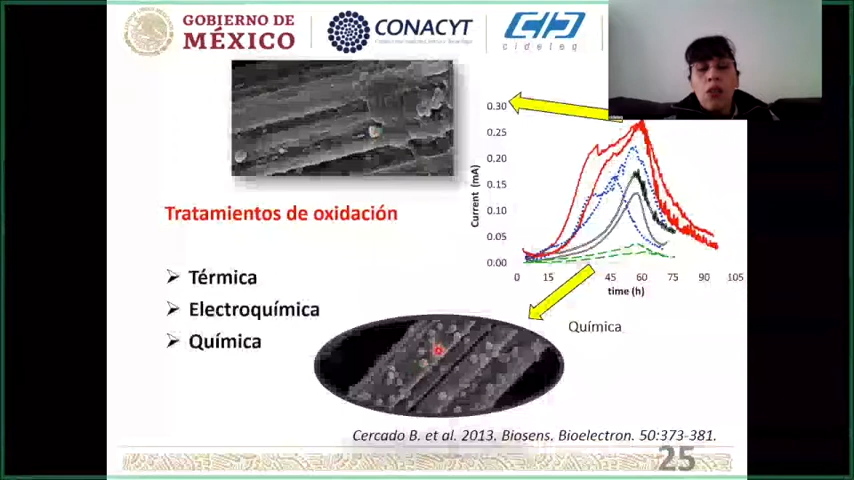 GOBIERNO DE
MÉXICO
CONACYT
cideteq
Tratamientos de oxidación
➢ Térmica
➢ Electroquímica
➢ Química
Current (mA)
0.30
0.25
0.20
0.15
0.10
0.05
0.00
0 15 45 60 75 90 105
time (h)
Química
Cercado B. et al. 2013. Biosens. Bioelectron. 50:373-381.
25